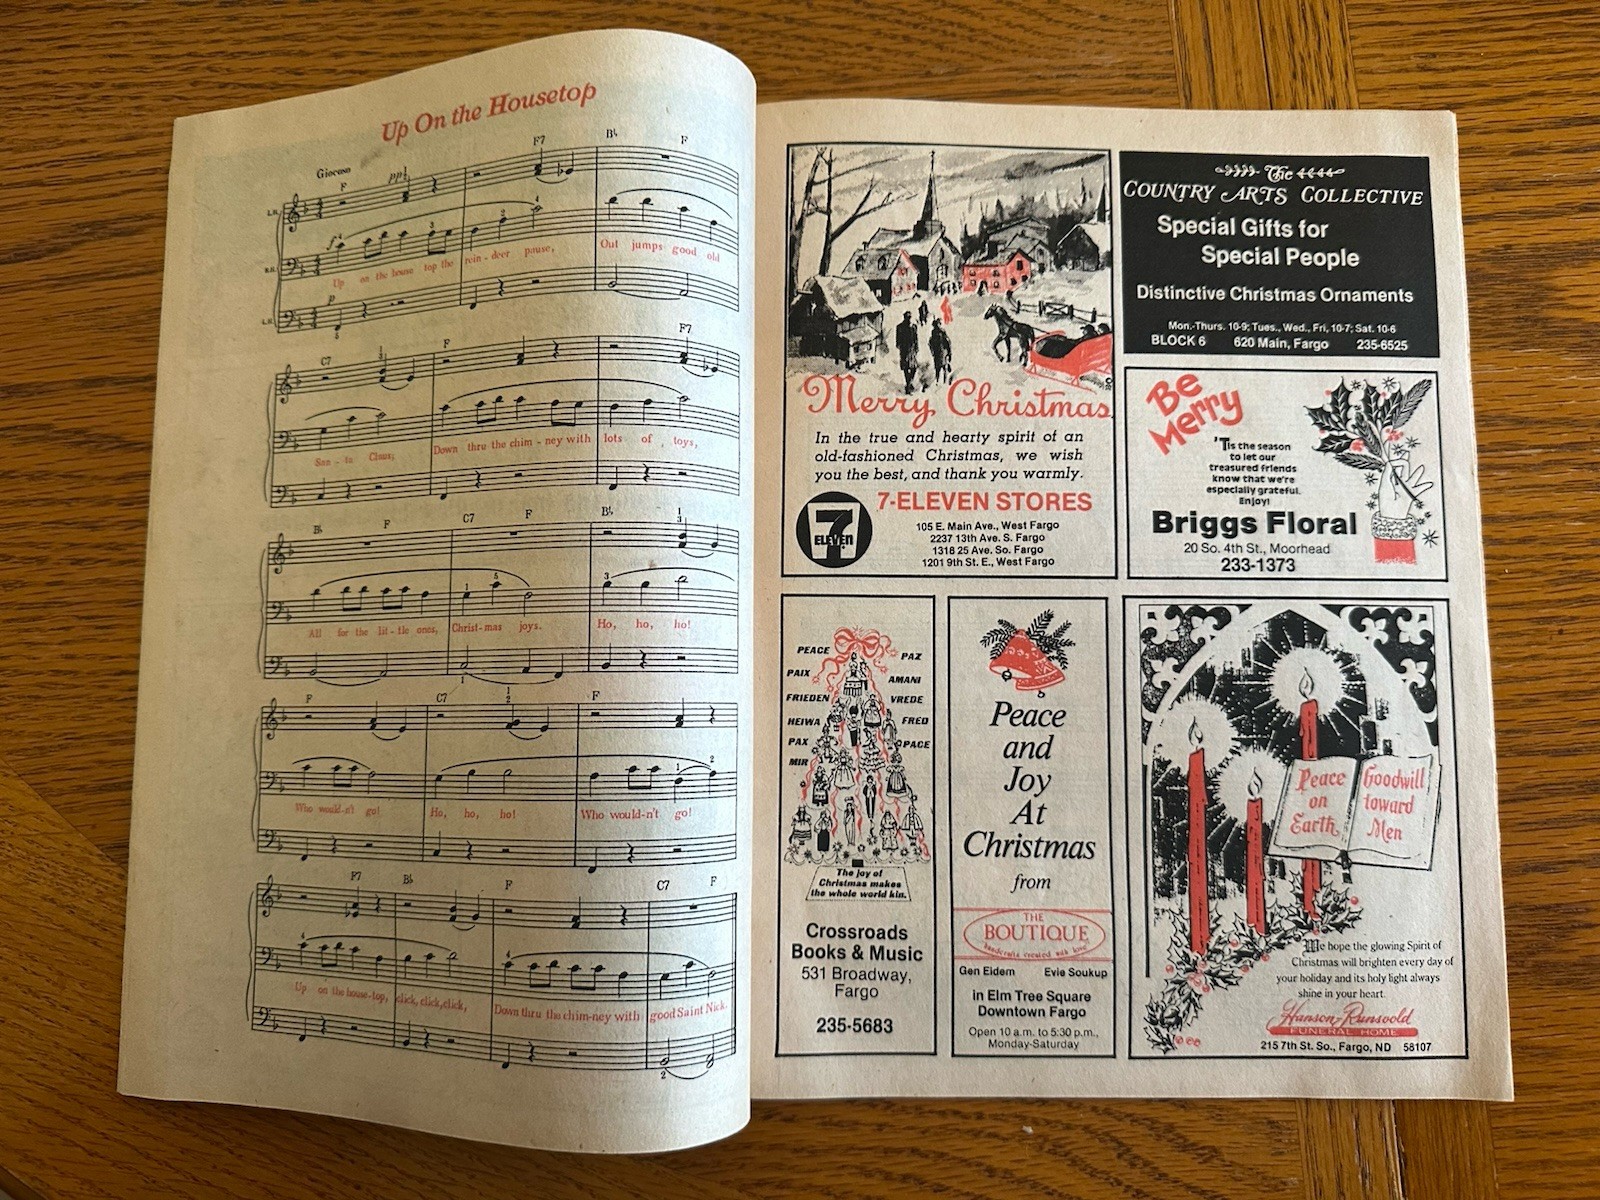 Up On the Housetop
Giocoso
F
F7
B♭
F
L.H.
R.H.
L.H.
Up on the house top the rein-deer pause, Out jumps good old
C7
F
F7
San-ta Claus; Down thru the chim-ney with lots of toys,
B♭
F
C7
F
B♭
All for the lit-tle ones, Christ-mas joys. Ho, ho, ho!
F
C7
F
Who would-n't go! Ho, ho, ho! Who would-n't go!
F7
B♭
F
C7
F
Up on the house-top, click, click, click, Down thru the chim-ney with good Saint Nick.
Merry Christmas
In the true and hearty spirit of an
old-fashioned Christmas, we wish
you the best, and thank you warmly.
7-ELEVEN STORES
7
ELEVEN
105 E. Main Ave., West Fargo
2237 13th Ave. S. Fargo
1318 25 Ave. So. Fargo
1201 9th St. E., West Fargo
The
COUNTRY ARTS COLLECTIVE
Special Gifts for
Special People
Distinctive Christmas Ornaments
Mon.-Thurs. 10-9; Tues., Wed., Fri, 10-7; Sat. 10-6
BLOCK 6 620 Main, Fargo 235-6525
Be
Merry
'Tis the season
to let our
treasured friends
know that we're
especially grateful.
Enjoy!
Briggs Floral
20 So. 4th St., Moorhead
233-1373
PEACE
PAZ
PAIX
AMANI
FRIEDEN
VREDE
HEIWA
FRED
PAX
PACE
MIR
The joy of
Christmas makes
the whole world kin.
Crossroads
Books & Music
531 Broadway,
Fargo
235-5683
Peace
and
Joy
At
Christmas
from
THE
BOUTIQUE
handcrafts created with love
Gen Eidem Evie Soukup
in Elm Tree Square
Downtown Fargo
Open 10 a.m. to 5:30 p.m.,
Monday-Saturday
Peace
on
Earth,
Goodwill
toward
Men
We hope the glowing Spirit of
Christmas will brighten every day of
your holiday and its holy light always
shine in your heart.
Hanson-Runsvold
FUNERAL HOME
215 7th St. So., Fargo, ND 58107